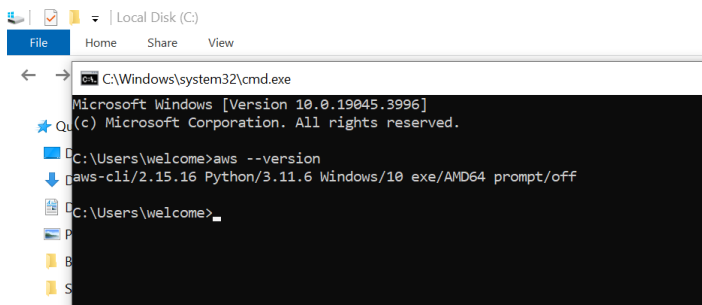 Local Disk (C:)
File Home Share View
C:\Windows\system32\cmd.exe
Microsoft Windows [Version 10.0.19045.3996]
(c) Microsoft Corporation. All rights reserved.
C:\Users\welcome>aws --version
aws-cli/2.15.16 Python/3.11.6 Windows/10 exe/AMD64 prompt/off
C:\Users\welcome>